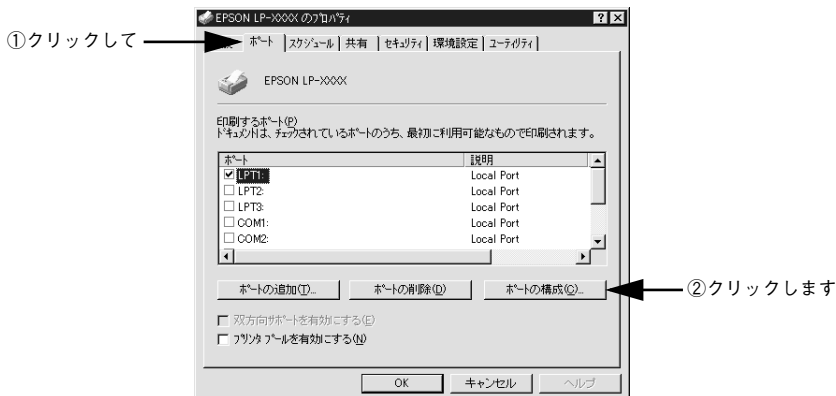 EPSON LP-XXXX のプロパティ
①クリックして
ポート
スケジュール
共有
セキュリティ
環境設定
ユーティリティ
EPSON LP-XXXX
印刷するポート(P)
ドキュメントは、チェックされているポートのうち、最初に利用可能なもので印刷されます。
ポート 説明
LPT1: Local Port
LPT2: Local Port
LPT3: Local Port
COM1: Local Port
COM2: Local Port
ポートの追加(T)... ポートの削除(D) ポートの構成(C)...
②クリックします
双方向サポートを有効にする(E)
プリンタ プールを有効にする(N)
OK キャンセル ヘルプ